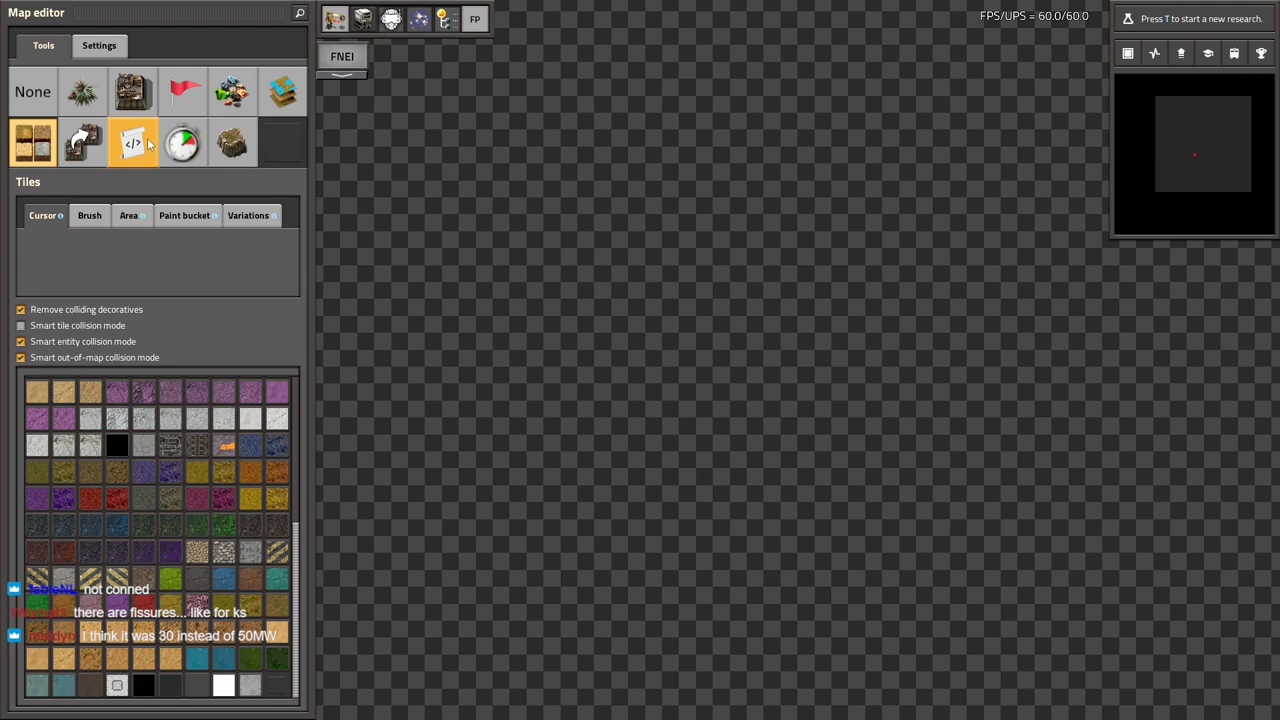 Map editor
FP
FPS/UPS = 60.0/60.0
Press T to start a new research.
Tools
Settings
FNEI
None
</>
Tiles
Cursor
Brush
Area
Paint bucket
Variations
Remove colliding decoratives
Smart tile collision mode
Smart entity collision mode
Smart out-of-map collision mode
not conned
there are fissures... like for ks
I think it was 30 instead of 50MW